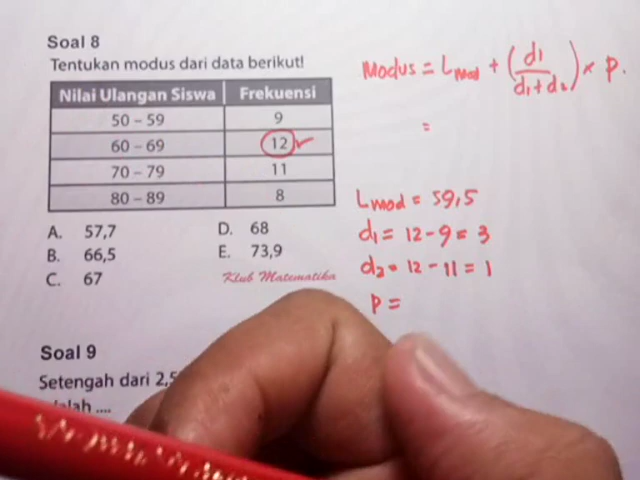 Soal 8
Tentukan modus dari data berikut!
Nilai Ulangan Siswa Frekuensi
50 – 59 9
60 – 69 12
70 – 79 11
80 – 89 8
A. 57,7 D. 68
B. 66,5 E. 73,9
C. 67
Klub Matematika
Soal 9
Setengah dari 2,5
....
Modus = Lmod + (d1 / d1 + d2) × P.
=
Lmod = 59,5
d1 = 12 - 9 = 3
d2 = 12 - 11 = 1
P =